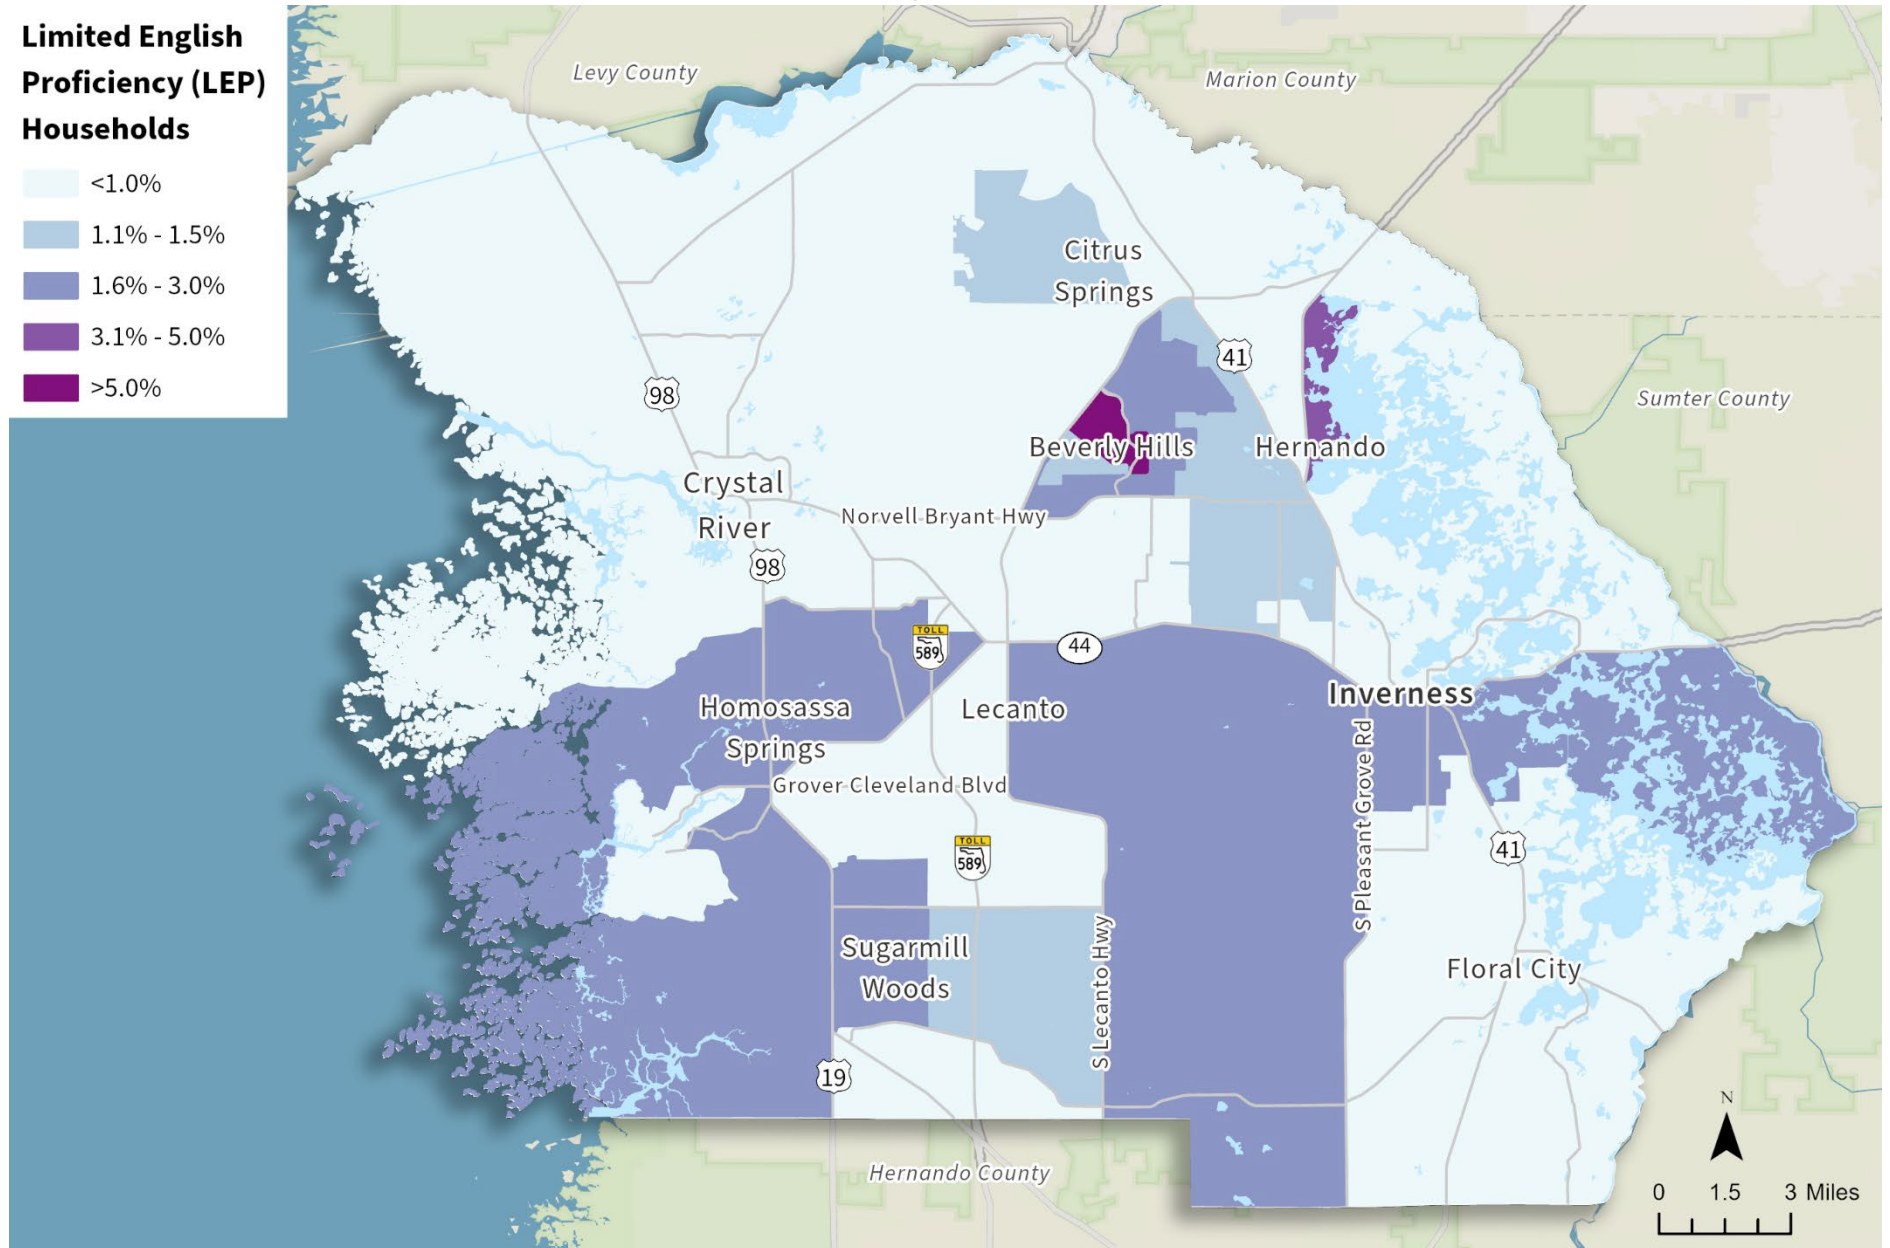 Limited English
Proficiency (LEP)
Households
<1.0%
1.1% - 1.5%
1.6% - 3.0%
3.1% - 5.0%
>5.0%
Levy County
Marion County
Citrus
Springs
41
98
Sumter County
Beverly Hills
Hernando
Crystal
River
Norvell Bryant Hwy
98
TOLL
589
44
Inverness
Homosassa
Springs
Lecanto
S Pleasant Grove Rd
Grover Cleveland Blvd
TOLL
589
41
Sugarmill
Woods
S Lecanto Hwy
Floral City
19
Hernando County
N
0 1.5 3 Miles